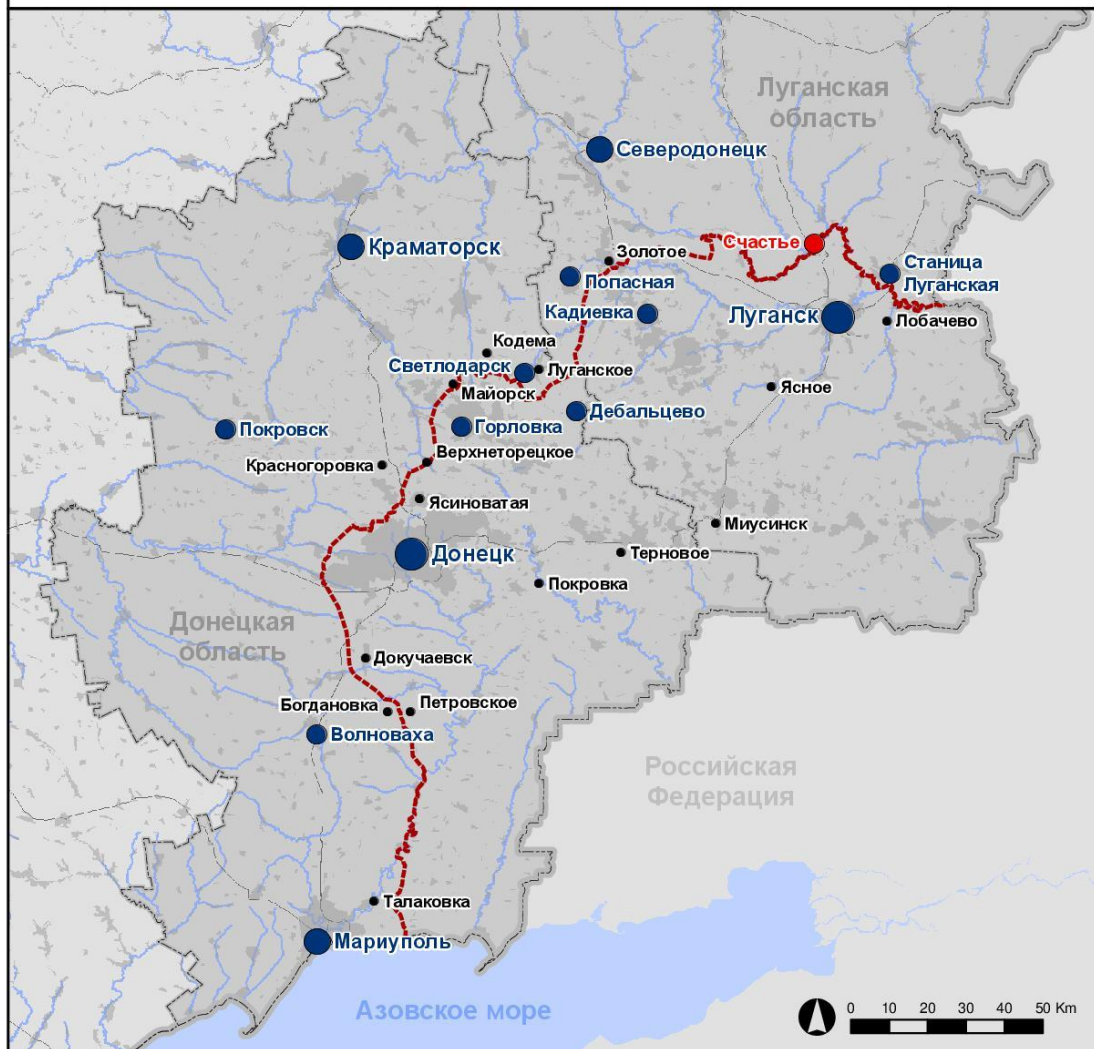 Луганская
область
Северодонецк
Счастье
Краматорск
Золотое
Станица
Луганская
Попасная
Кадиевка
Луганск
Лобачево
Кодема
Светлодарск
Луганское
Майорск
Ясное
Дебальцево
Покровск
Горловка
Верхнеторецкое
Красногоровка
Ясиноватая
Миусинск
Донецк
Терновое
Покровка
Донецкая
область
Докучаевск
Богдановка
Петровское
Волноваха
Российская
Федерация
Талаковка
Мариуполь
Азовское море
0 10 20 30 40 50 Km